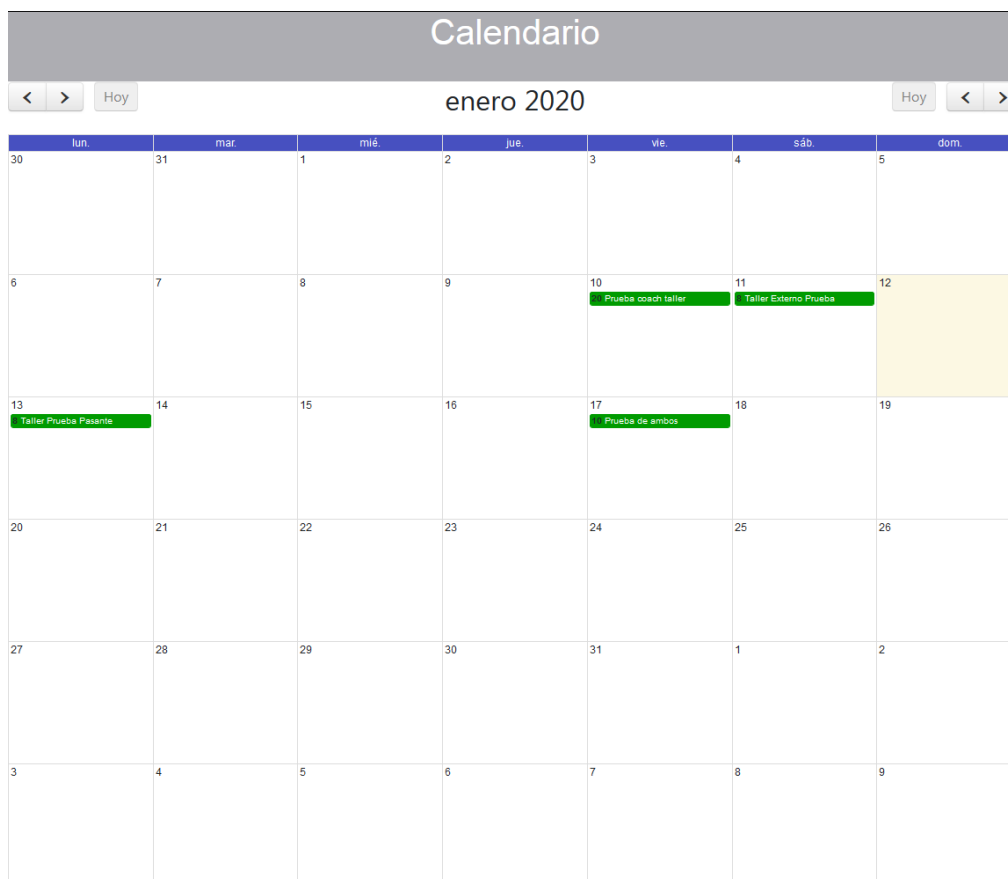 Calendario
Hoy enero 2020 Hoy
lun. mar. mié. jue. vie. sáb. dom.
30 31 1 2 3 4 5
6 7 8 9 10 11 12
20 Prueba coach taller 8 Taller Externo Prueba
13 14 15 16 17 18 19
8 Taller Prueba Pasante 10 Prueba de ambos
20 21 22 23 24 25 26
27 28 29 30 31 1 2
3 4 5 6 7 8 9